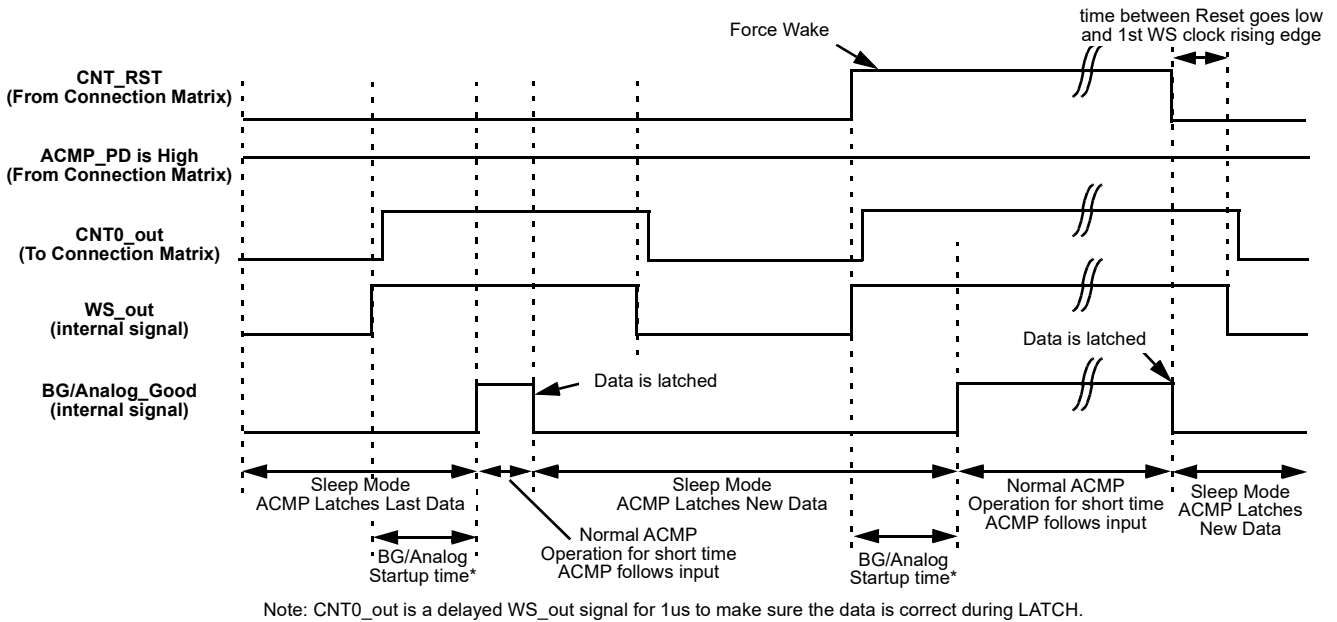 Force Wake
time between Reset goes low
and 1st WS clock rising edge
CNT_RST
(From Connection Matrix)
ACMP_PD is High
(From Connection Matrix)
CNT0_out
(To Connection Matrix)
WS_out
(internal signal)
Data is latched
BG/Analog_Good
(internal signal)
Data is latched
Sleep Mode
ACMP Latches Last Data
Sleep Mode
ACMP Latches New Data
Normal ACMP
Operation for short time
ACMP follows input
Sleep Mode
ACMP Latches
New Data
Normal ACMP
Operation for short time
ACMP follows input
BG/Analog
Startup time*
BG/Analog
Startup time*
Note: CNT0_out is a delayed WS_out signal for 1us to make sure the data is correct during LATCH.